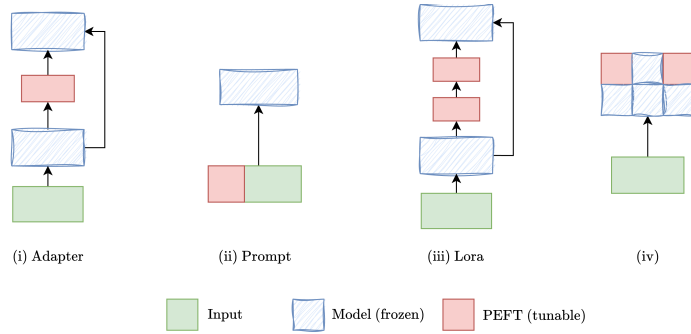 (i) Adapter
(ii) Prompt
(iii) Lora
(iv)
Input
Model (frozen)
PEFT (tunable)